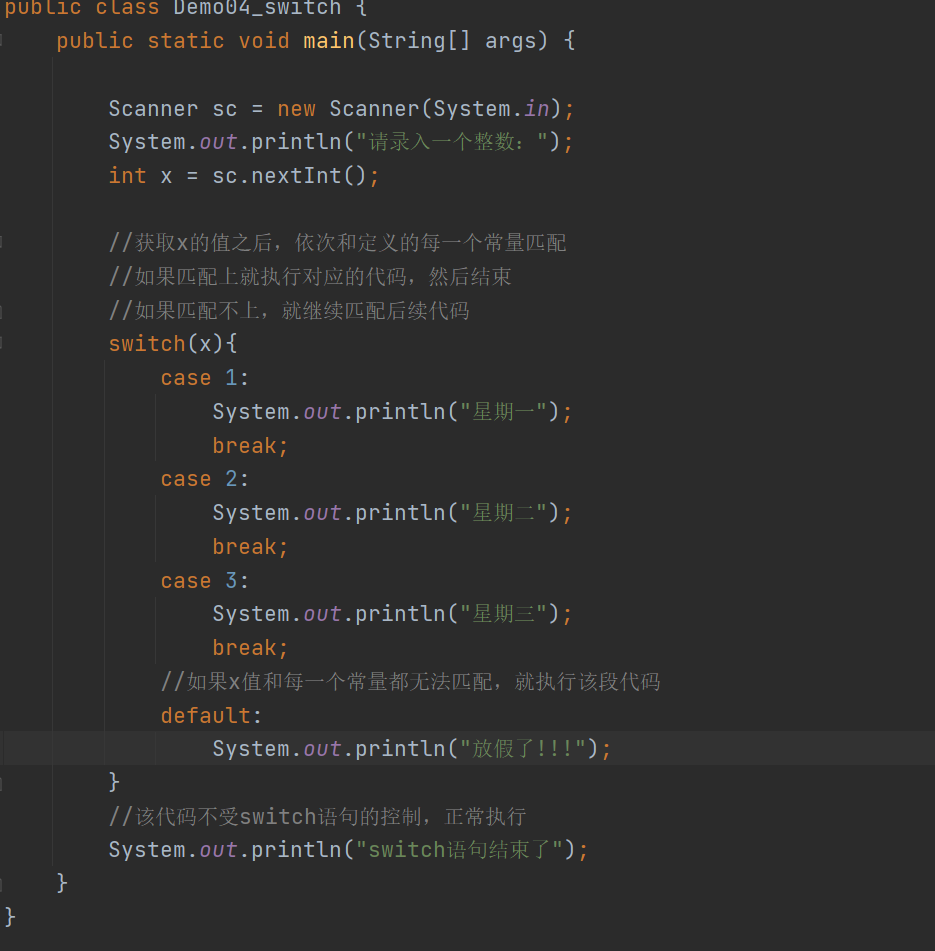 public class Demo04_switch {
public static void main(String[] args) {
Scanner sc = new Scanner(System.in);
System.out.println("请录入一个整数：");
int x = sc.nextInt();
//获取x的值之后，依次和定义的每一个常量匹配
//如果匹配上就执行对应的代码，然后结束
//如果匹配不上，就继续匹配后续代码
switch(x){
case 1:
System.out.println("星期一");
break;
case 2:
System.out.println("星期二");
break;
case 3:
System.out.println("星期三");
break;
//如果x值和每一个常量都无法匹配，就执行该段代码
default:
System.out.println("放假了!!!");
}
//该代码不受switch语句的控制，正常执行
System.out.println("switch语句结束了");
}
}